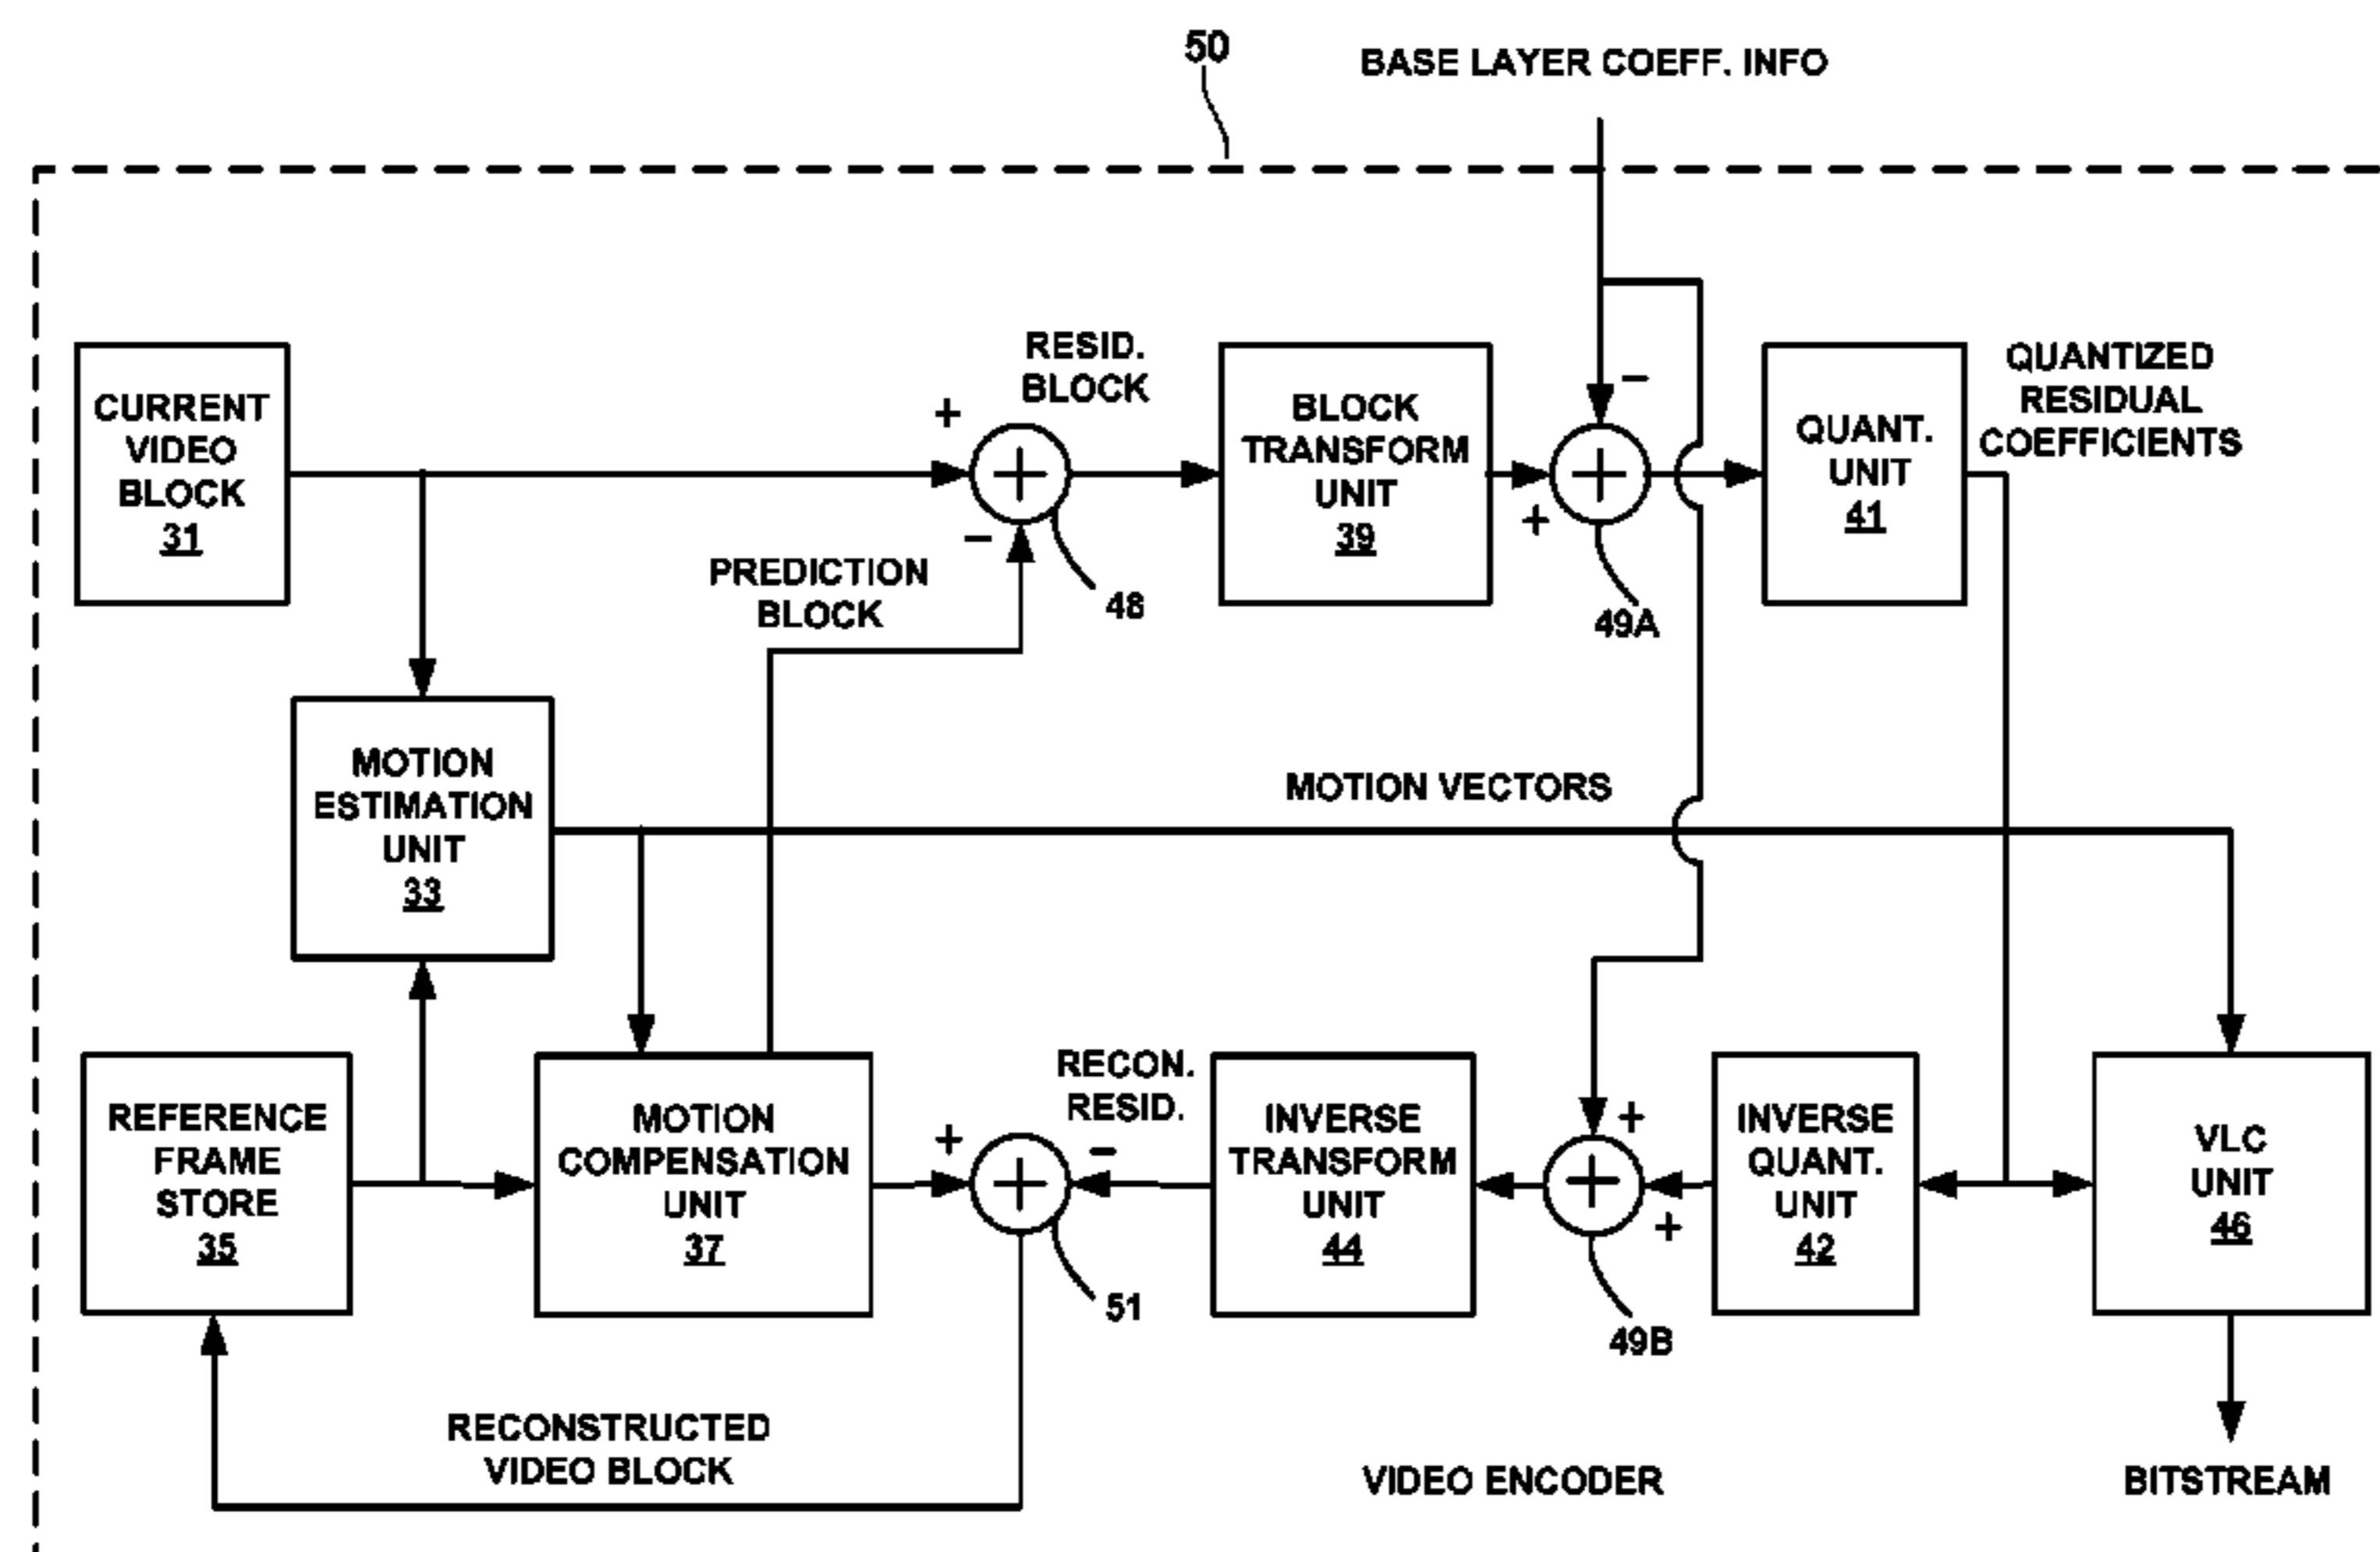 50
BASE LAYER COEFF. INFO
CURRENT
VIDEO
BLOCK
31
+
-
RESID.
BLOCK
PREDICTION
BLOCK
+
48
BLOCK
TRANSFORM
UNIT
39
-
+
+
49A
QUANT.
UNIT
41
QUANTIZED
RESIDUAL
COEFFICIENTS
MOTION
ESTIMATION
UNIT
33
MOTION VECTORS
REFERENCE
FRAME
STORE
35
MOTION
COMPENSATION
UNIT
37
+
RECON.
RESID.
-
+
51
INVERSE
TRANSFORM
UNIT
44
+
+
+
49B
INVERSE
QUANT.
UNIT
42
VLC
UNIT
46
RECONSTRUCTED
VIDEO BLOCK
VIDEO ENCODER
BITSTREAM